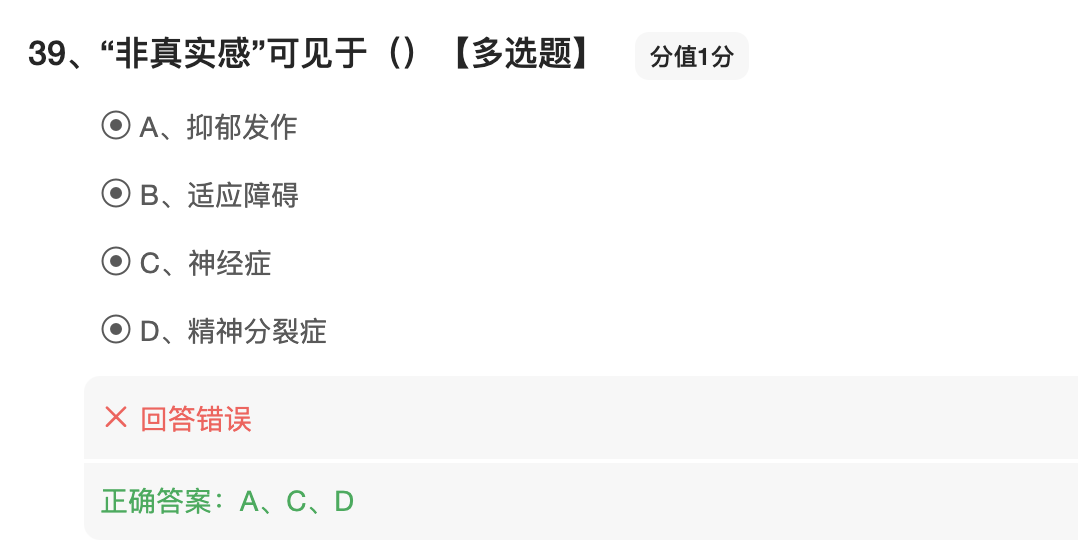 39、“非真实感”可见于（）【多选题】 分值1分
A、抑郁发作
B、适应障碍
C、神经症
D、精神分裂症
回答错误
正确答案：A、C、D